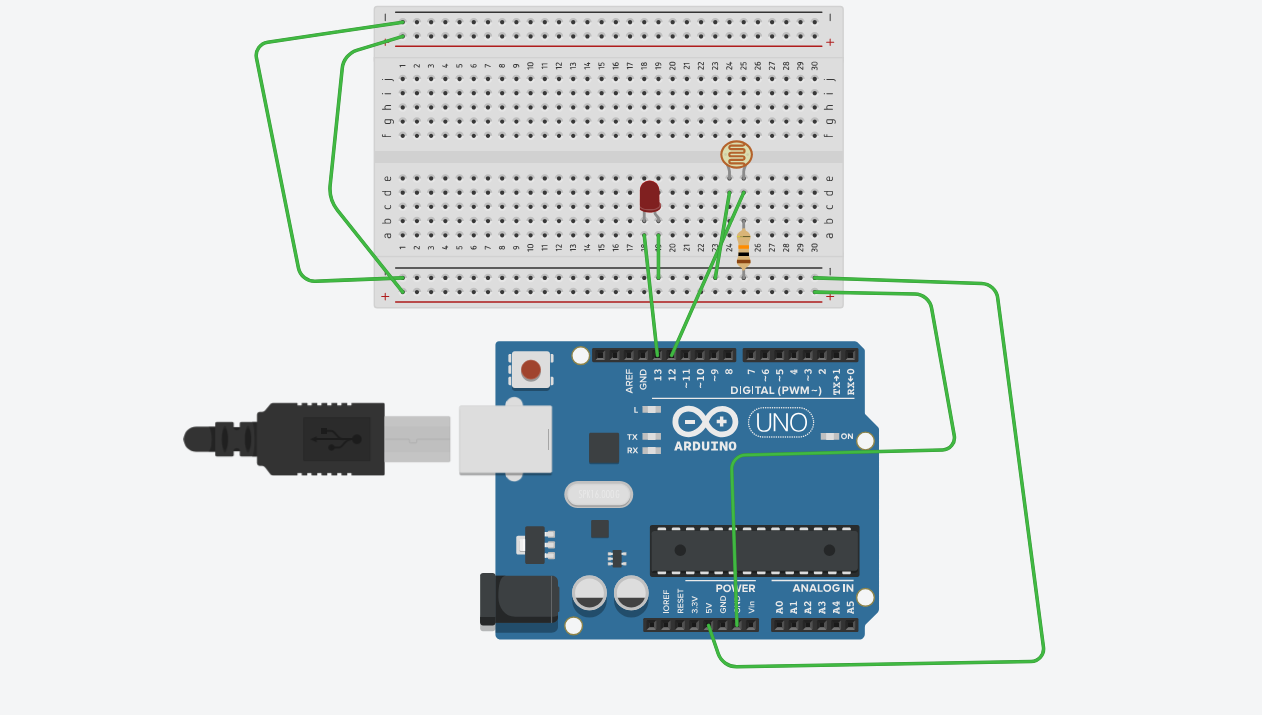 − −
+ +
1 2 3 4 5 6 7 8 9 10 11 12 13 14 15 16 17 18 19 20 21 22 23 24 25 26 27 28 29 30
j j
i i
h h
g g
f f
e e
d d
c c
b b
a a
1 2 3 4 5 6 7 8 9 10 11 12 13 14 15 16 17 18 19 20 21 22 23 24 25 26 27 28 29 30
−
+ +
AREF GND 13 12 ~11 ~10 ~9 8 7 ~6 ~5 4 ~3 2 TX→1 RX←0
DIGITAL (PWM~)
L
UNO
TX
ON
RX
ARDUINO
POWER ANALOG IN
IOREF RESET 3.3V 5V GND GND Vin A0 A1 A2 A3 A4 A5